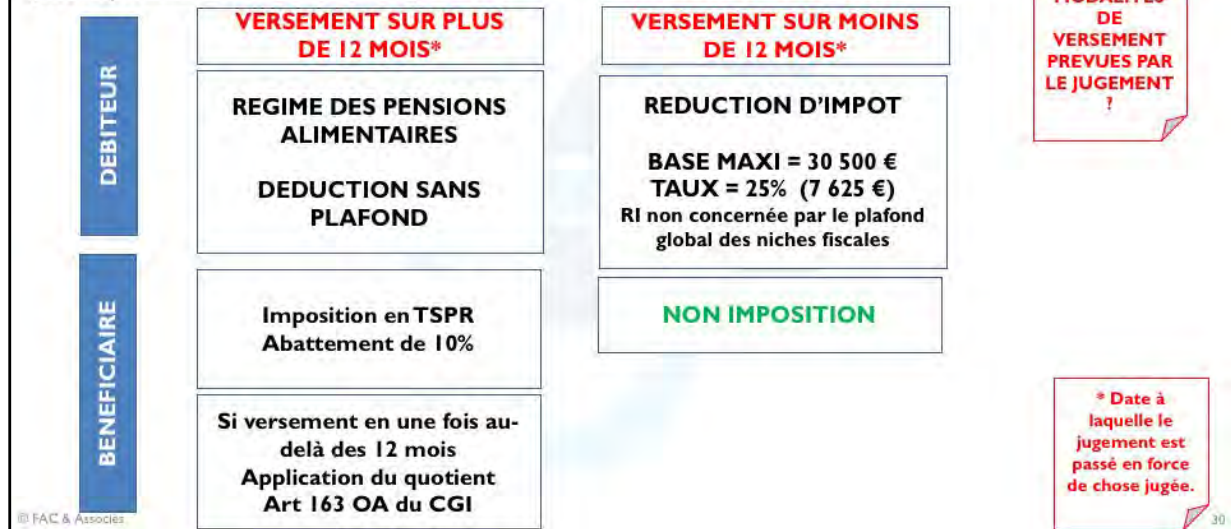 VERSEMENT SUR PLUS
DE 12 MOIS*
VERSEMENT SUR MOINS
DE 12 MOIS*
MODALITES
DE
VERSEMENT
PREVUES PAR
LE JUGEMENT
?
DEBITEUR
REGIME DES PENSIONS
ALIMENTAIRES
DEDUCTION SANS
PLAFOND
REDUCTION D'IMPOT
BASE MAXI = 30 500 €
TAUX = 25% (7 625 €)
RI non concernée par le plafond
global des niches fiscales
BENEFICIAIRE
Imposition en TSPR
Abattement de 10%
NON IMPOSITION
Si versement en une fois au-
delà des 12 mois
Application du quotient
Art 163 OA du CGI
* Date à
laquelle le
jugement est
passé en force
de chose jugée.
© FAC & Associés
30